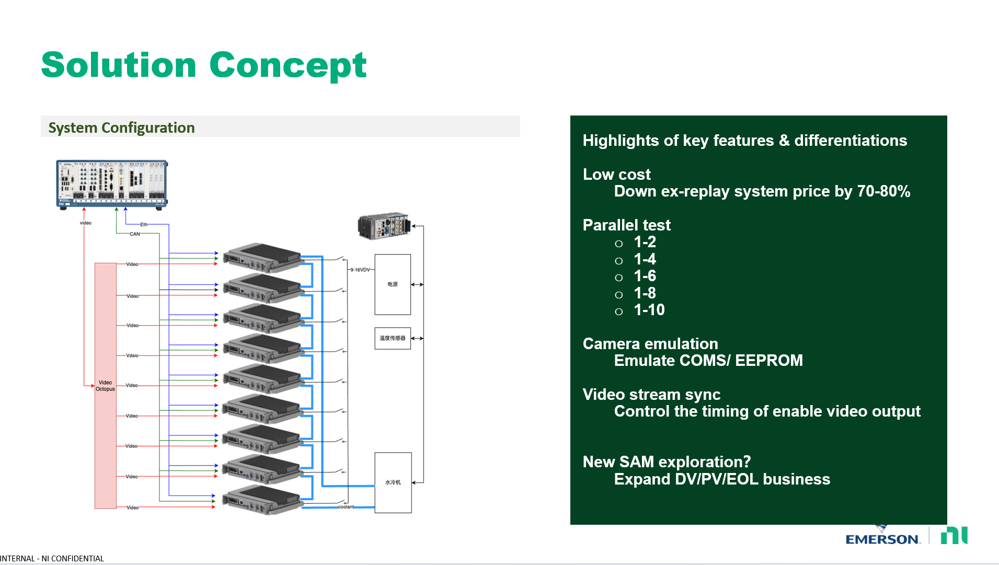 Solution Concept
System Configuration
video
Eth
CAN
Video
Video
Video
Vdeio
Video
Video
Video
Video
Video
Video
Octopus
9-16VDV
电源
温度传感器
水冷机
coolant
Highlights of key features & differentiations
Low cost
Down ex-replay system price by 70-80%
Parallel test
o 1-2
o 1-4
o 1-6
o 1-8
o 1-10
Camera emulation
Emulate COMS/ EEPROM
Video stream sync
Control the timing of enable video output
New SAM exploration?
Expand DV/PV/EOL business
EMERSON
ni
INTERNAL - NI CONFIDENTIAL